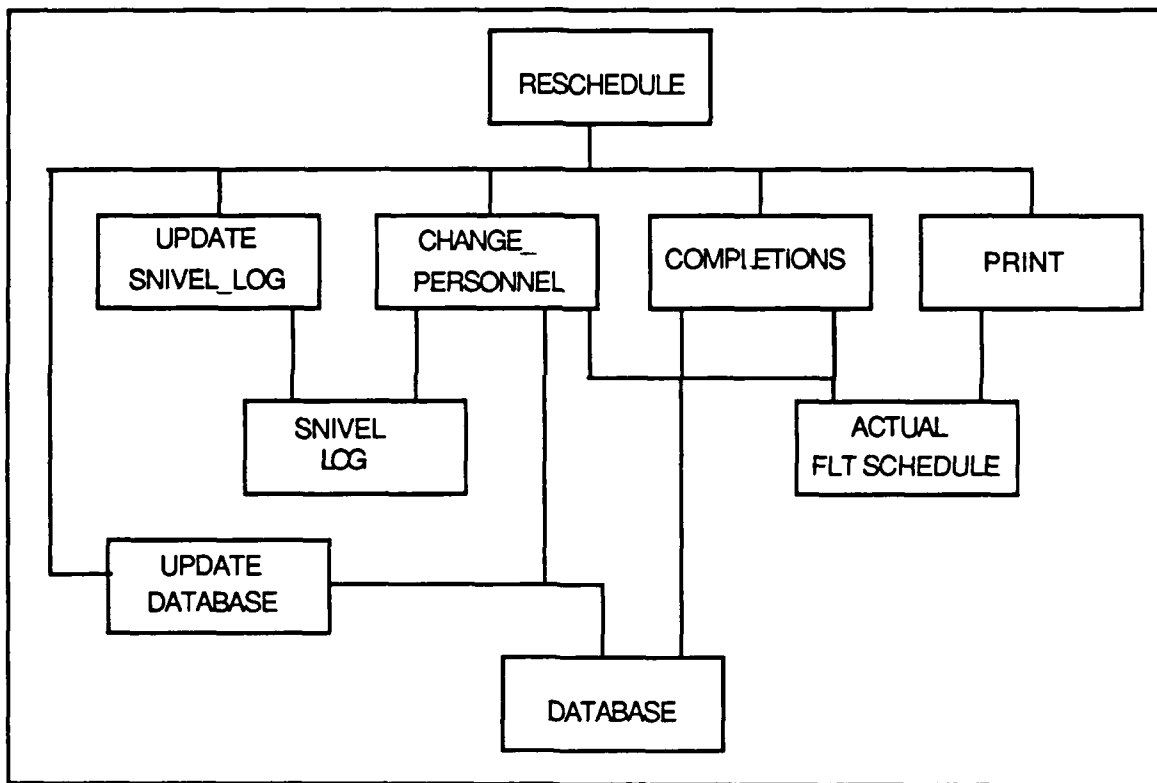 RESCHEDULE
UPDATE
SNIVEL_LOG
CHANGE_
PERSONNEL
COMPLETIONS
PRINT
SNIVEL
LOG
ACTUAL
FLT SCHEDULE
UPDATE
DATABASE
DATABASE